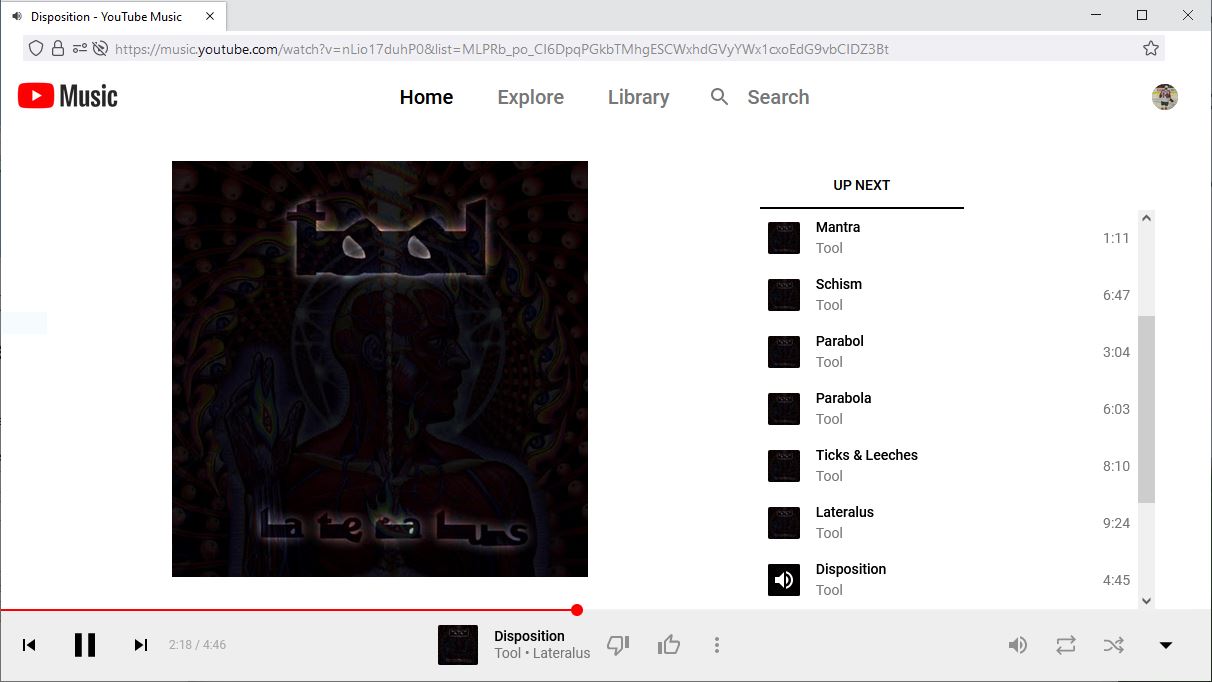 Disposition - YouTube Music
https://music.youtube.com/watch?v=nLio17duhP0&list=MLPRb_po_CI6DpqPGkbTMhgESCWxhdGVyYWx1cxoEdG9vbCIDZ3Bt
Music
Home Explore Library Search
tool
lateralus
UP NEXT
Mantra
Tool
1:11
Schism
Tool
6:47
Parabol
Tool
3:04
Parabola
Tool
6:03
Ticks & Leeches
Tool
8:10
Lateralus
Tool
9:24
Disposition
Tool
4:45
2:18 / 4:46
Disposition
Tool • Lateralus